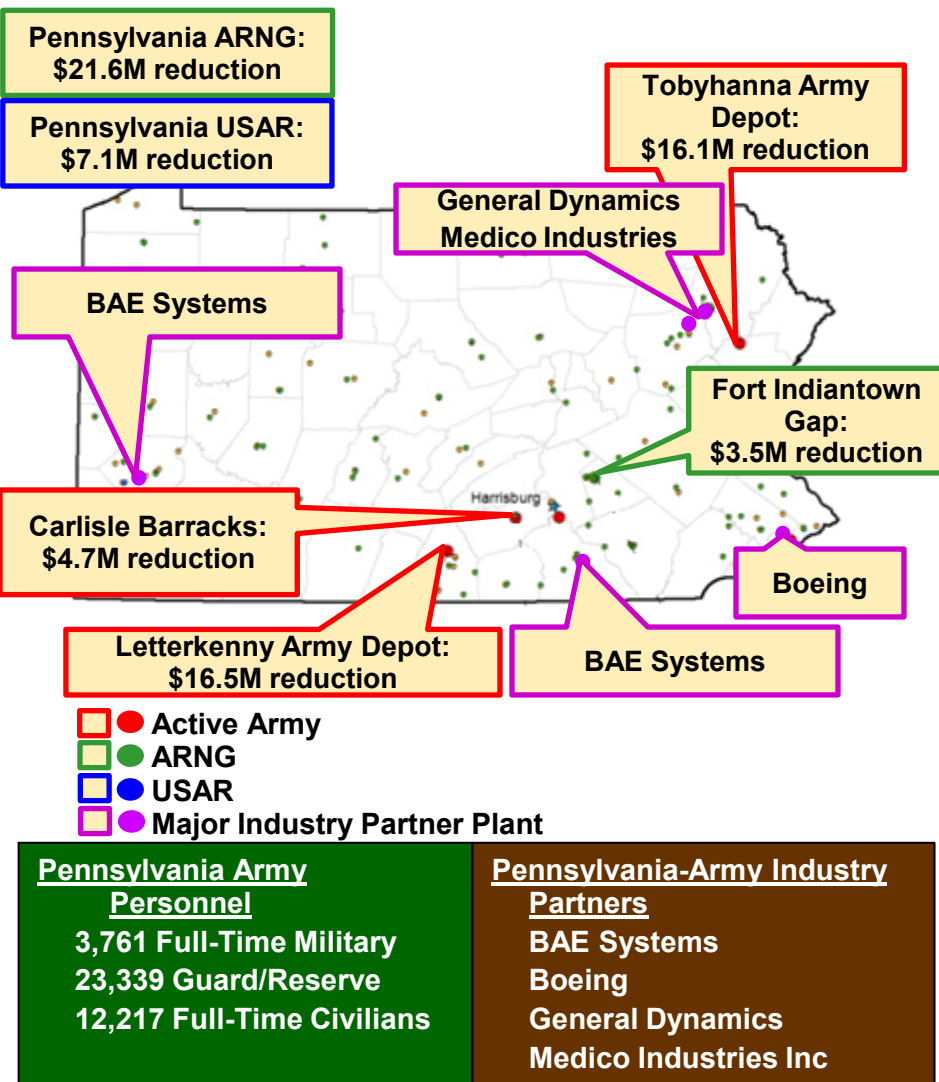 Pennsylvania ARNG:
$21.6M reduction
Pennsylvania USAR:
$7.1M reduction
Tobyhanna Army
Depot:
$16.1M reduction
General Dynamics
Medico Industries
BAE Systems
Fort Indiantown
Gap:
$3.5M reduction
Harrisburg
Carlisle Barracks:
$4.7M reduction
Boeing
Letterkenny Army Depot:
$16.5M reduction
BAE Systems
Active Army
ARNG
USAR
Major Industry Partner Plant
Pennsylvania Army
Personnel
3,761 Full-Time Military
23,339 Guard/Reserve
12,217 Full-Time Civilians
Pennsylvania-Army Industry
Partners
BAE Systems
Boeing
General Dynamics
Medico Industries Inc